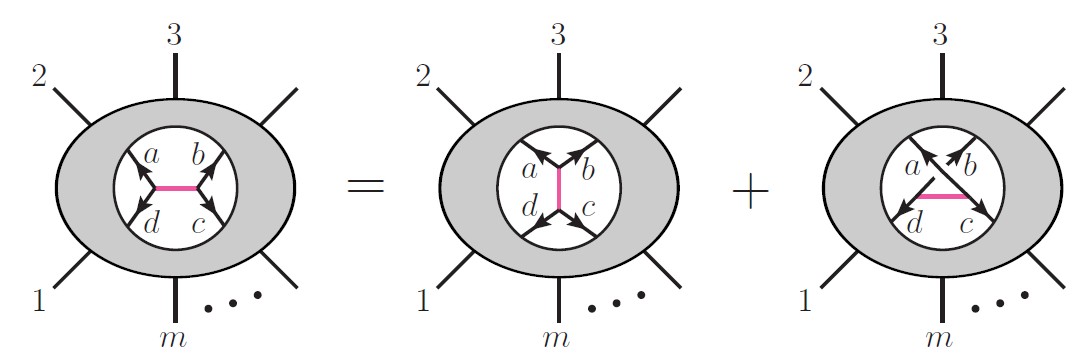 3 3 3
2 2 2
a b a b a b
= +
d c d c d c
1 1 1
m m m